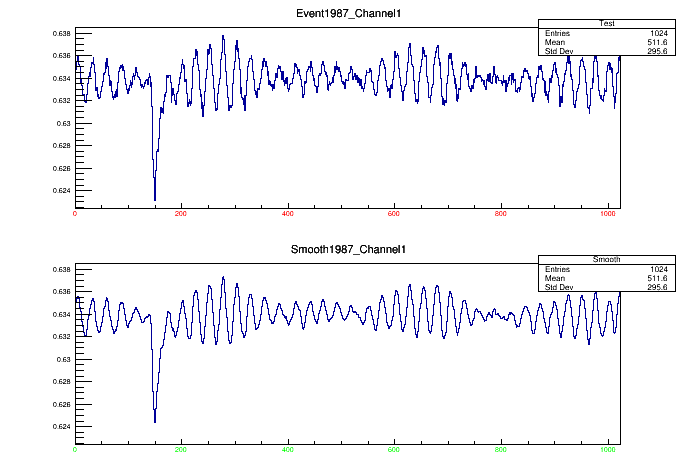 Event1987_Channel1
Test
Entries 1024
Mean 511.6
Std Dev 295.6
0.638
0.636
0.634
0.632
0.63
0.628
0.626
0.624
0 200 400 600 800 1000
Smooth1987_Channel1
Smooth
Entries 1024
Mean 511.6
Std Dev 295.6
0.638
0.636
0.634
0.632
0.63
0.628
0.626
0.624
0 200 400 600 800 1000